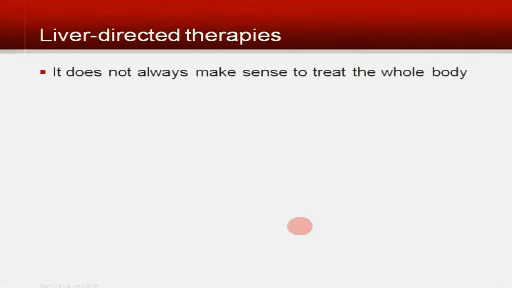 Liver-directed therapies
It does not always make sense to treat the whole body